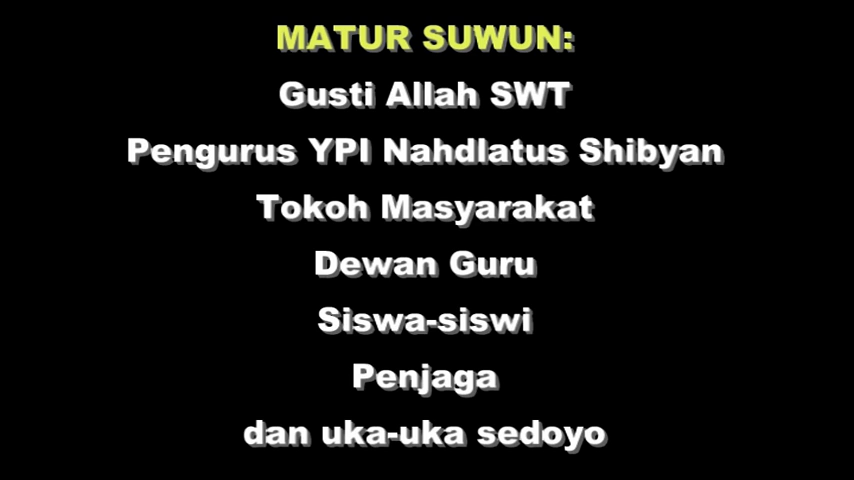 MATUR SUWUN:
Gusti Allah SWT
Pengurus YPI Nahdlatus Shibyan
Tokoh Masyarakat
Dewan Guru
Siswa-siswi
Penjaga
dan uka-uka sedoyo